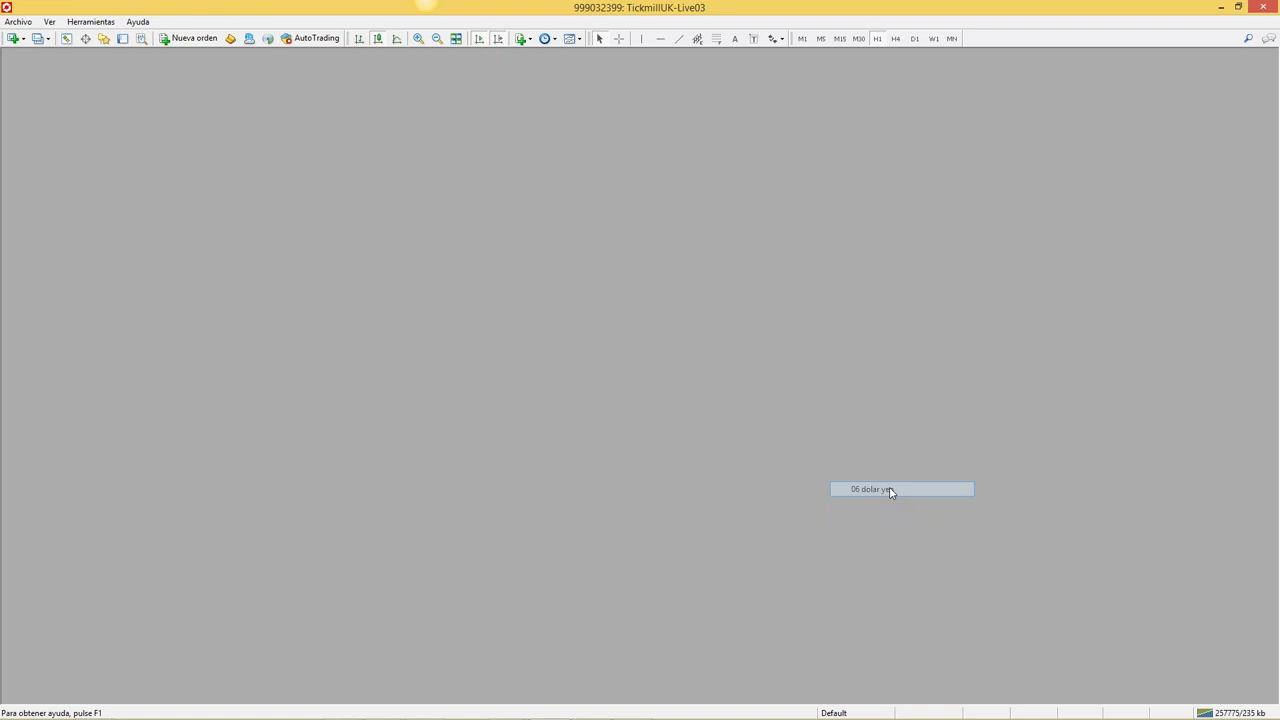 999032399: TickmillUK-Live03
Archivo Ver Herramientas Ayuda
Nueva orden AutoTrading A T M1 M5 M15 M30 H1 H4 D1 W1 MN
06 dolar yen
Para obtener ayuda, pulse F1 Default 257775/235 kb